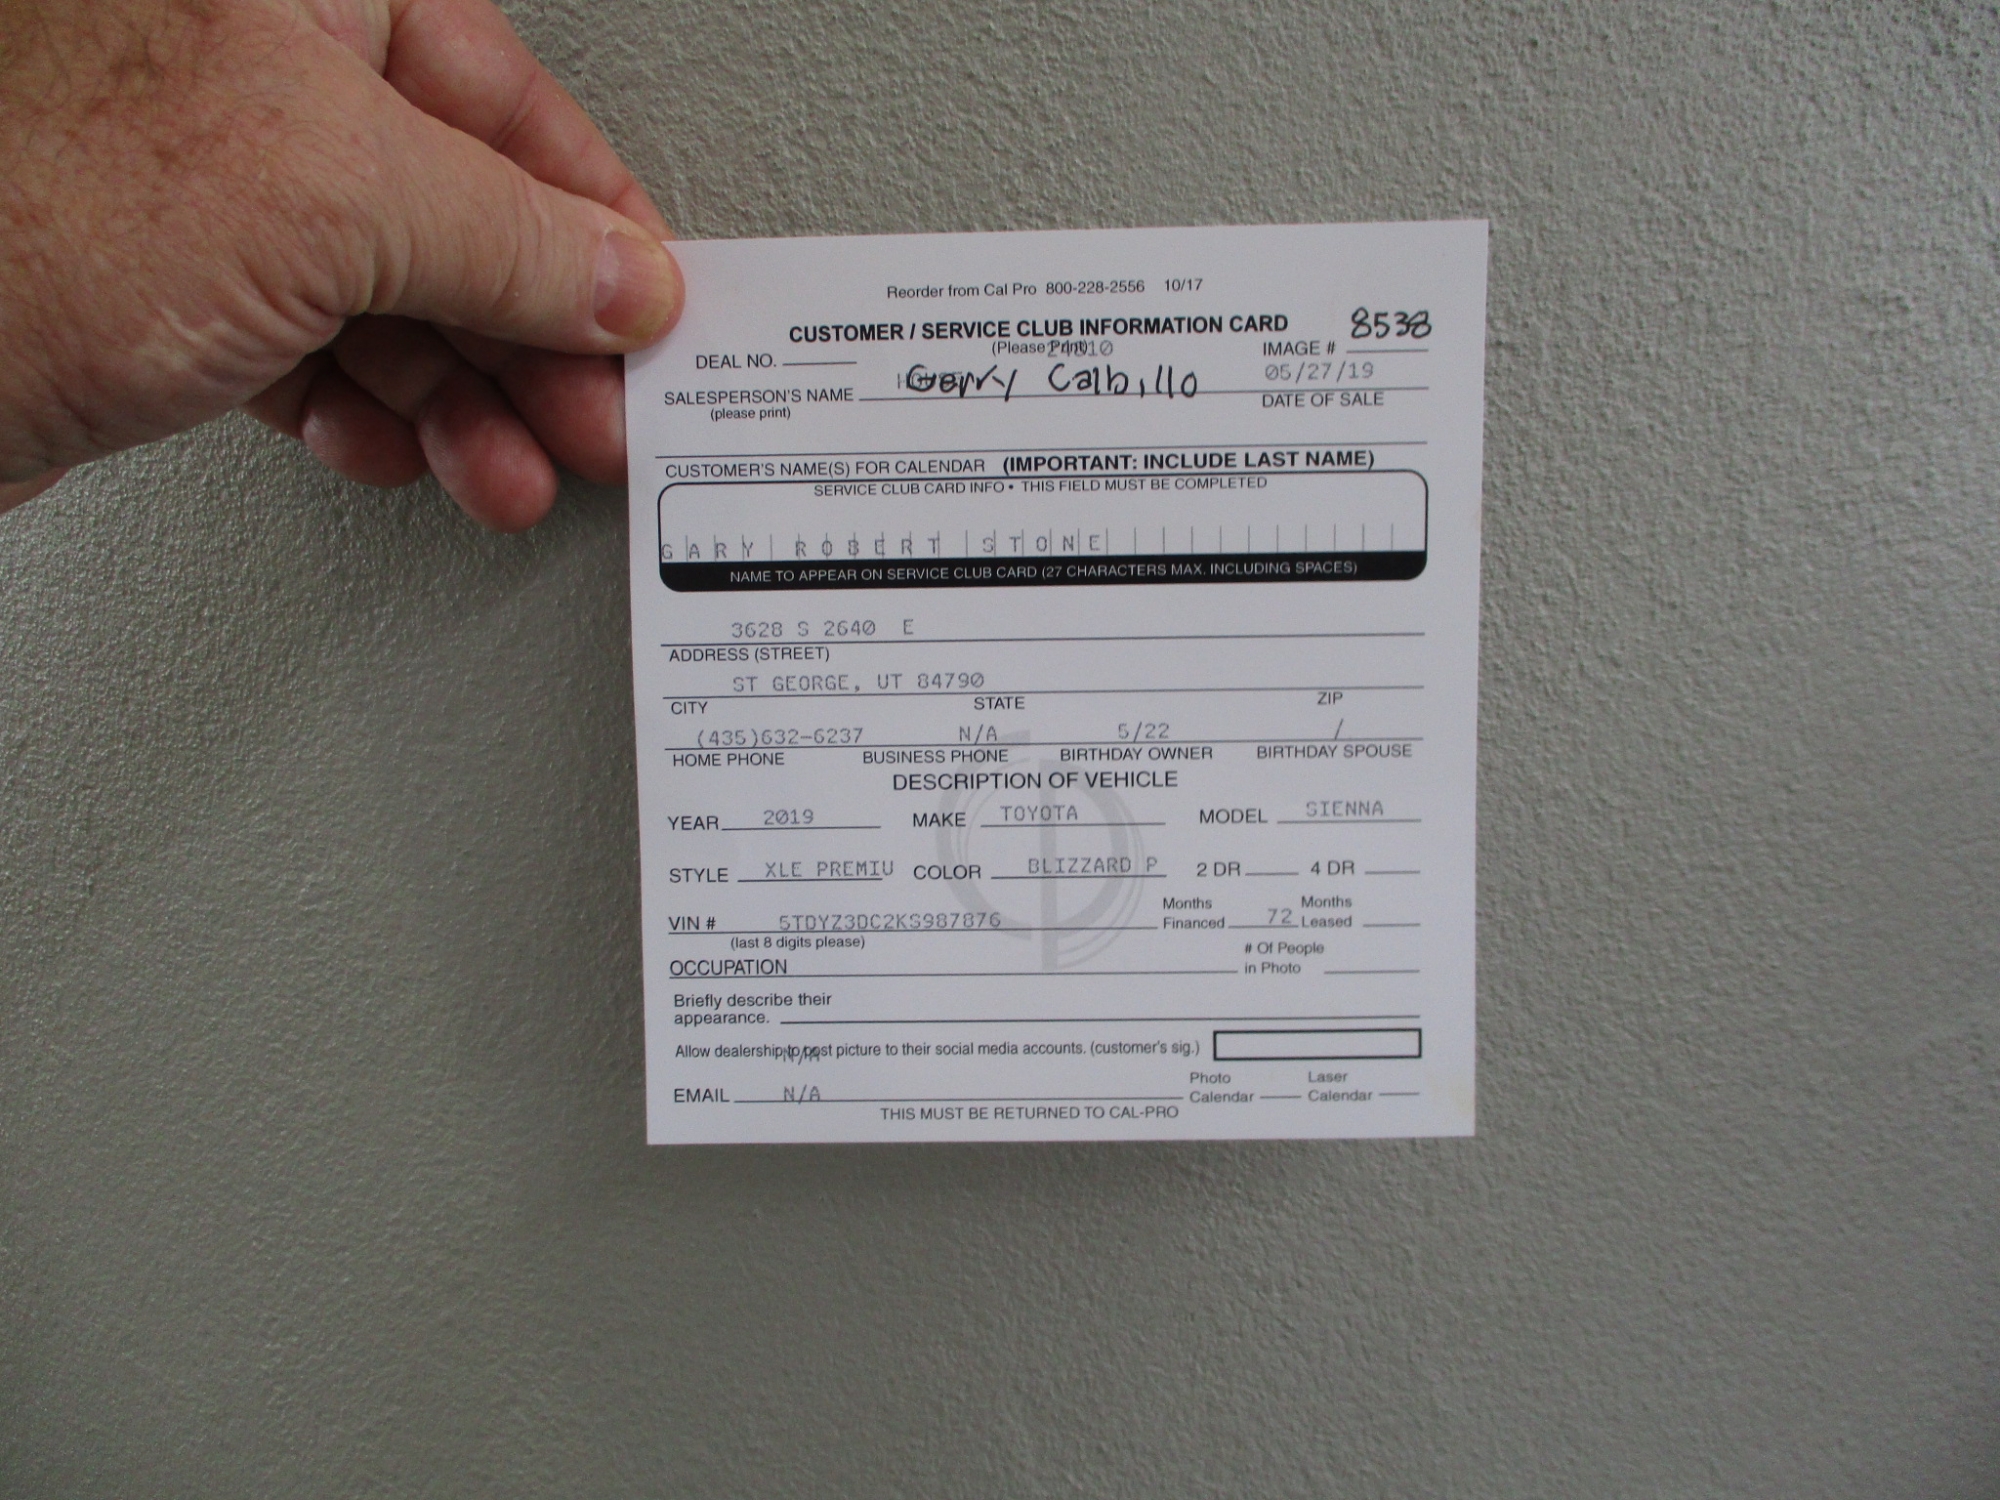 Reorder from Cal Pro 800-228-2556 10/17
CUSTOMER / SERVICE CLUB INFORMATION CARD 8538
(Please Print) 24810
DEAL NO. IMAGE #
Gerry Calbillo 05/27/19
SALESPERSON'S NAME DATE OF SALE
(please print)
CUSTOMER'S NAME(S) FOR CALENDAR (IMPORTANT: INCLUDE LAST NAME)
SERVICE CLUB CARD INFO • THIS FIELD MUST BE COMPLETED
GARY ROBERT STONE
NAME TO APPEAR ON SERVICE CLUB CARD (27 CHARACTERS MAX. INCLUDING SPACES)
3628 S 2640 E
ADDRESS (STREET)
ST GEORGE, UT 84790
CITY STATE ZIP
(435)632-6237 N/A 5/22 /
HOME PHONE BUSINESS PHONE BIRTHDAY OWNER BIRTHDAY SPOUSE
DESCRIPTION OF VEHICLE
YEAR 2019 MAKE TOYOTA MODEL SIENNA
STYLE XLE PREMIU COLOR BLIZZARD P 2 DR 4 DR
VIN # 5TDYZ3DC2KS987876 Months Financed 72 Months Leased
(last 8 digits please)
OCCUPATION # Of People in Photo
Briefly describe their
appearance.
Allow dealership to post picture to their social media accounts. (customer's sig.)
N/A
EMAIL N/A Photo Calendar Laser Calendar
THIS MUST BE RETURNED TO CAL-PRO